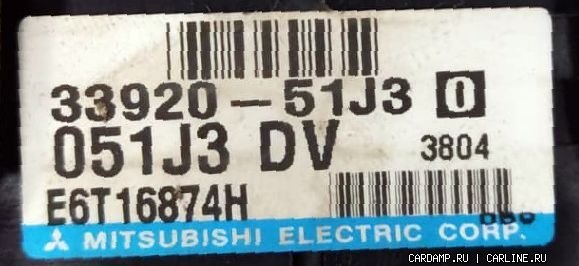 33920-51J3 0
051J3 DV 3804
E6T16874H
MITSUBISHI ELECTRIC CORP.
CARDAMP.RU | CARLINE.RU